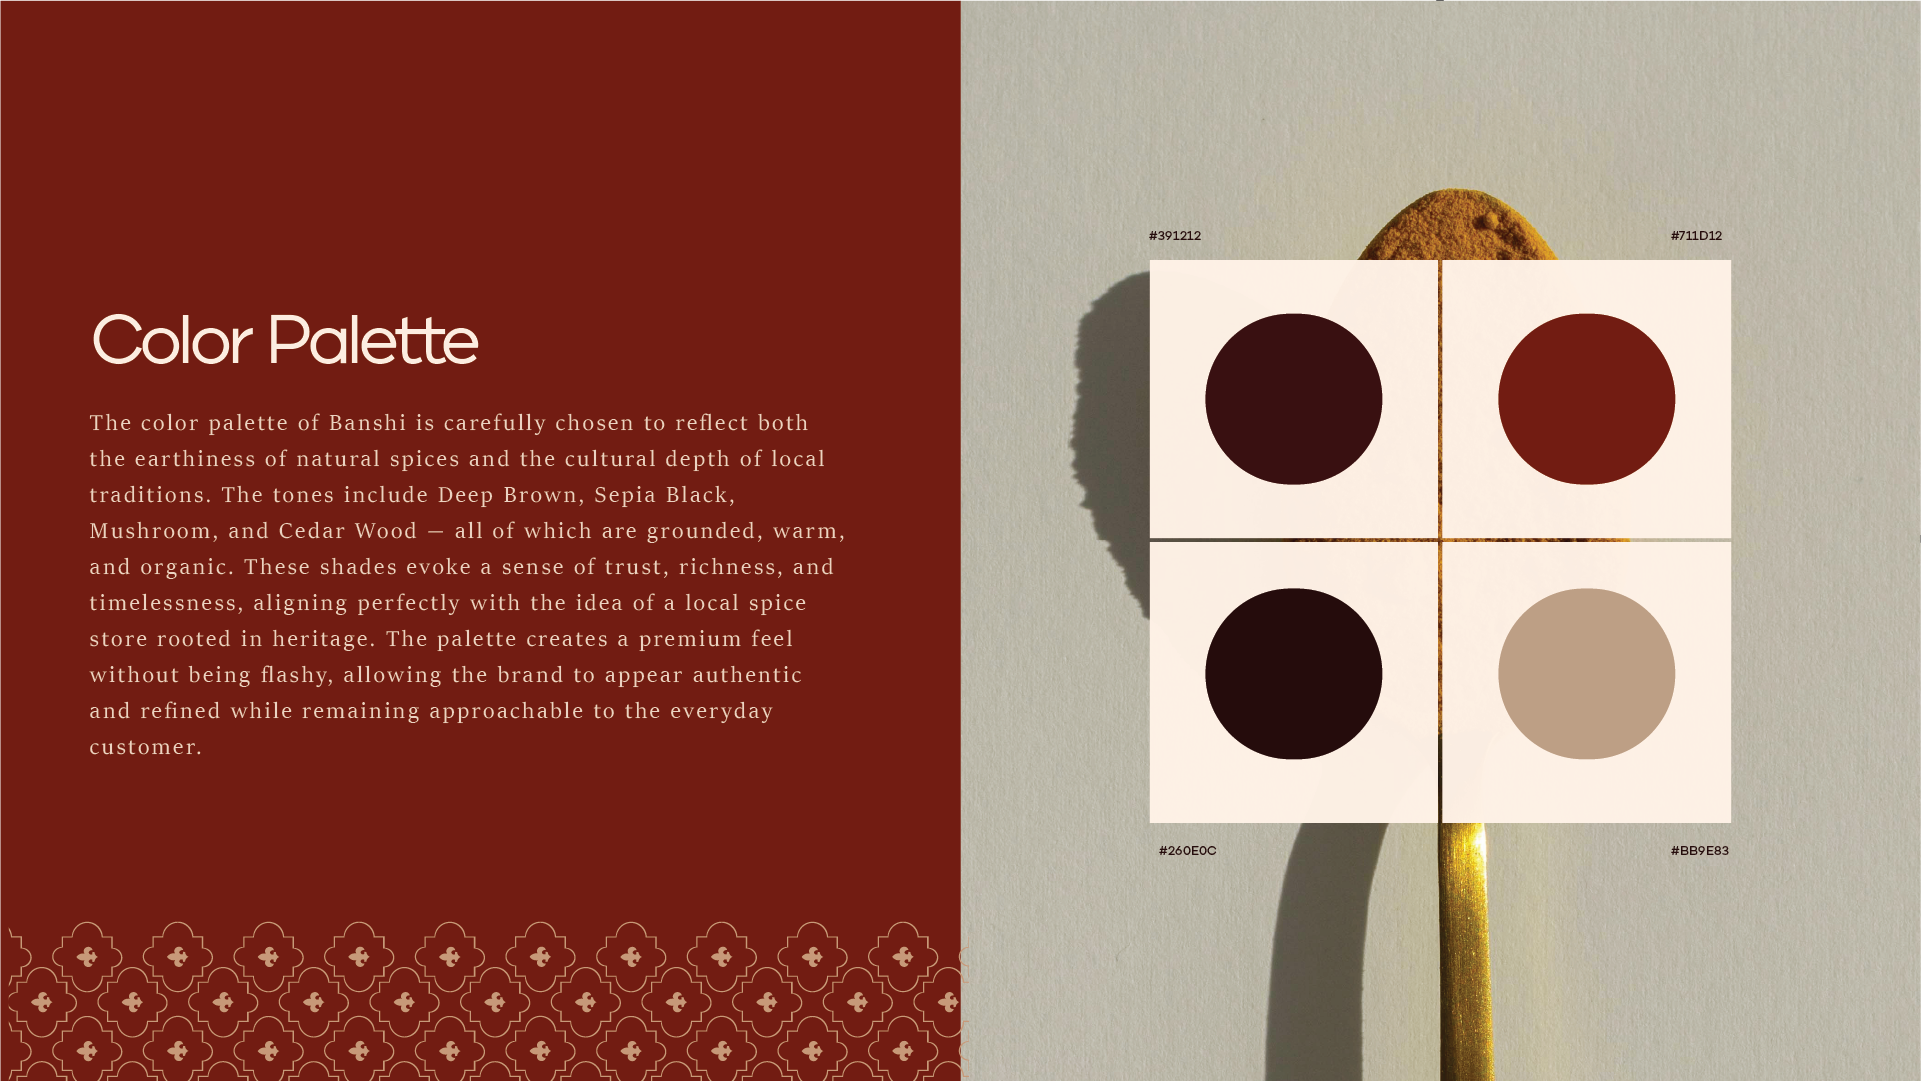 Color Palette
The color palette of Banshi is carefully chosen to reflect both
the earthiness of natural spices and the cultural depth of local
traditions. The tones include Deep Brown, Sepia Black,
Mushroom, and Cedar Wood — all of which are grounded, warm,
and organic. These shades evoke a sense of trust, richness, and
timelessness, aligning perfectly with the idea of a local spice
store rooted in heritage. The palette creates a premium feel
without being flashy, allowing the brand to appear authentic
and refined while remaining approachable to the everyday
customer.
#391212
#711D12
#260E0C
#BB9E83